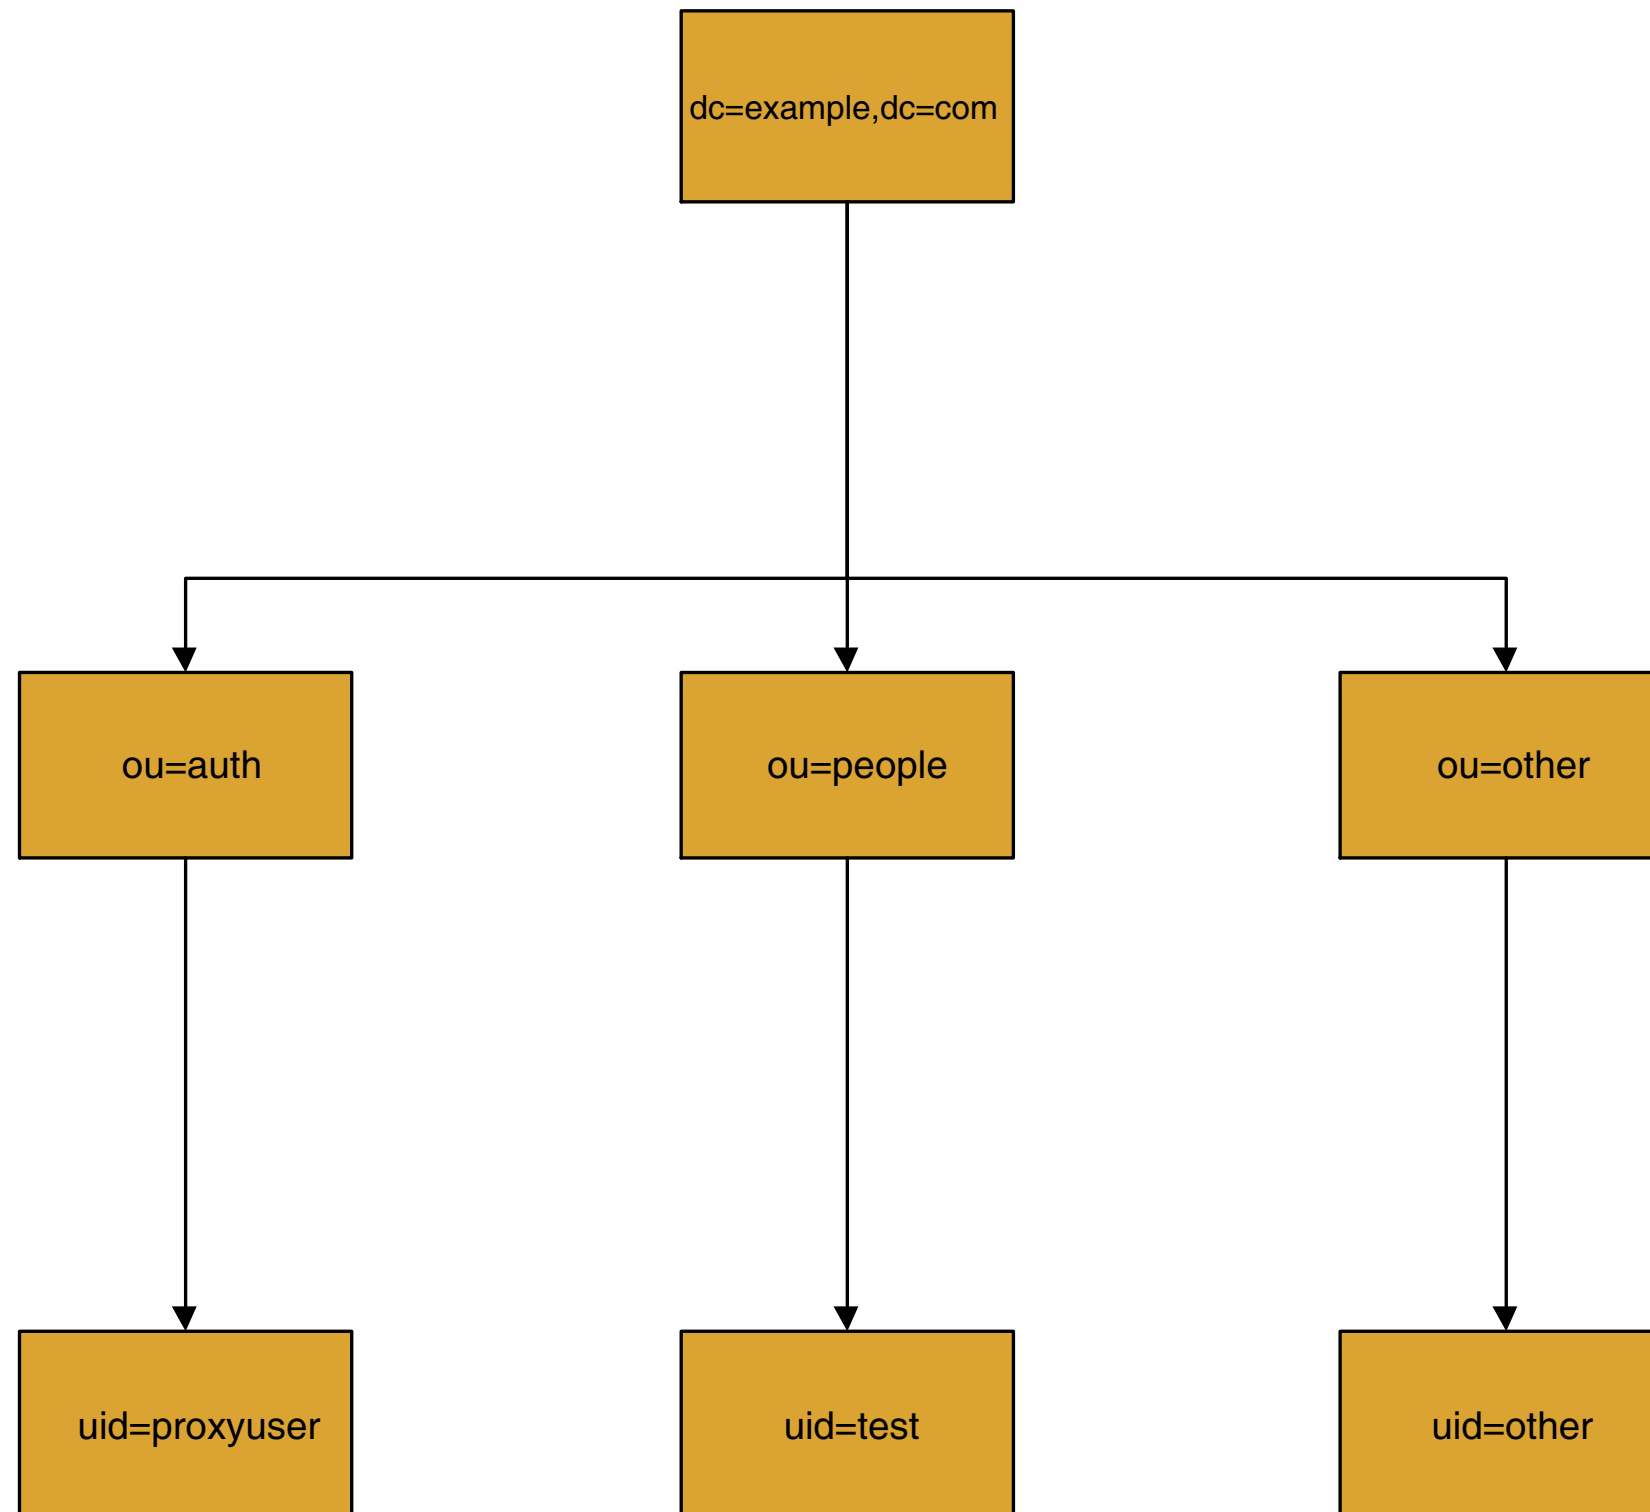 dc=example,dc=com
ou=auth
ou=people
ou=other
uid=proxyuser
uid=test
uid=other